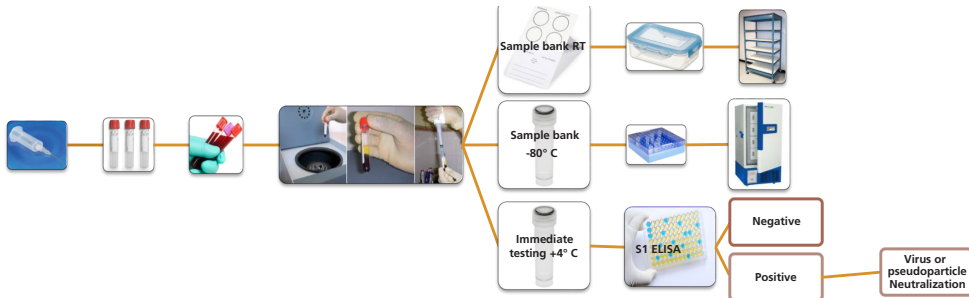 Sample bank RT
Sample bank
-80° C
Immediate
testing +4° C
S1 ELISA
Negative
Positive
Virus or
pseudoparticle
Neutralization